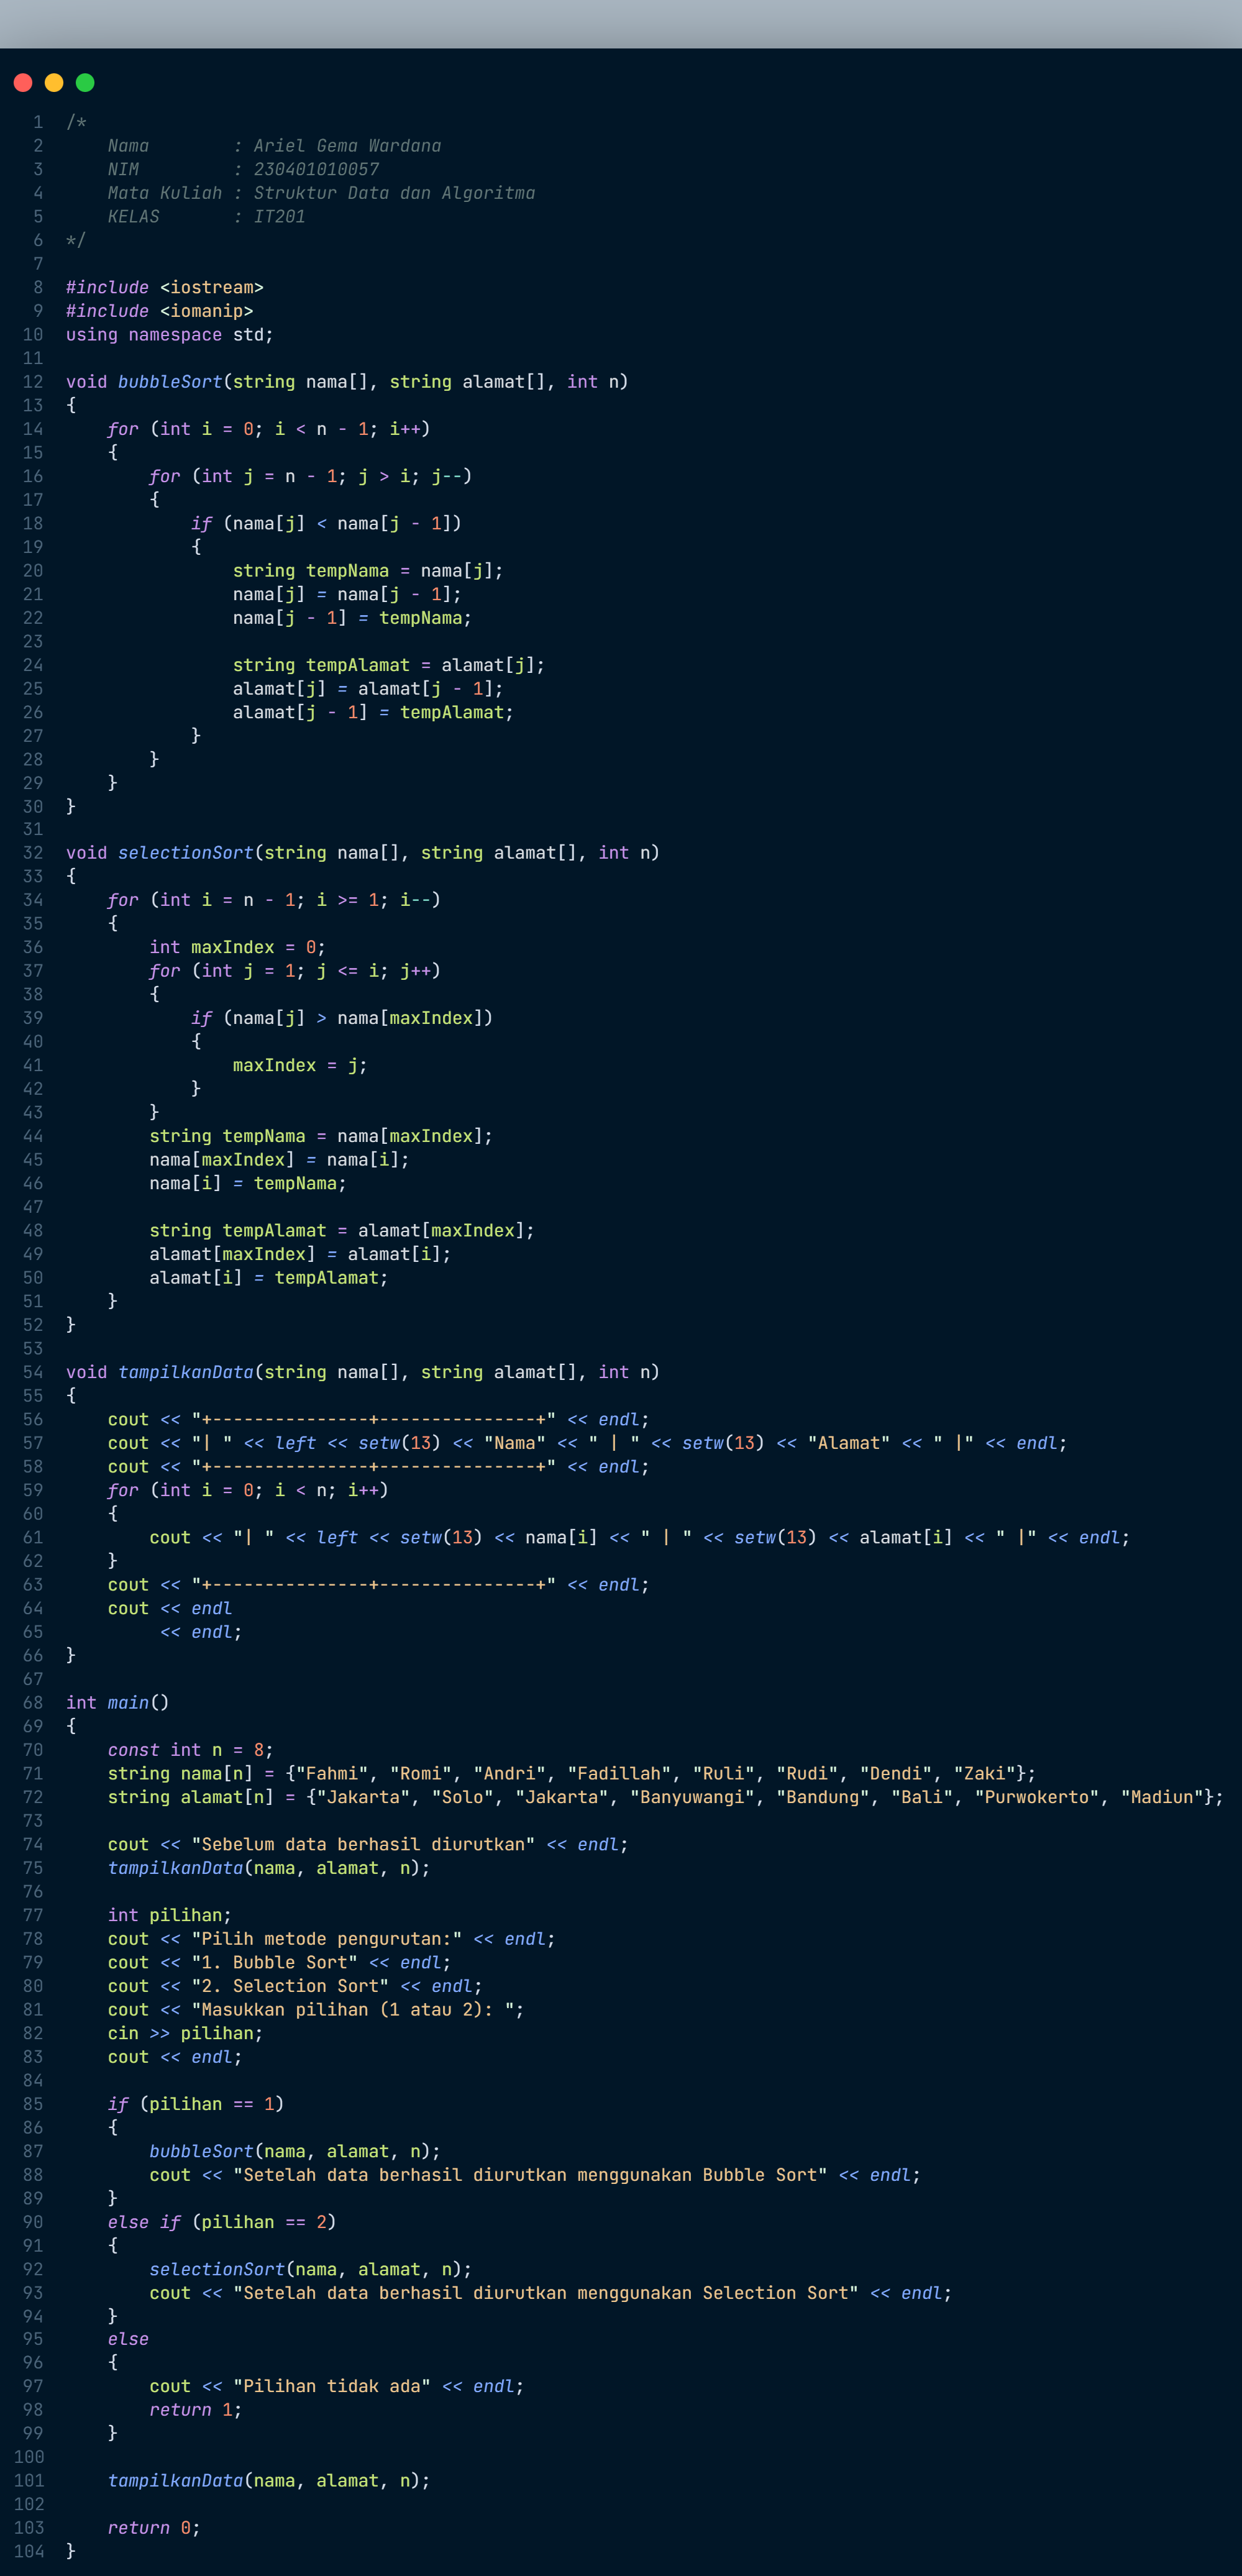 1 /*
2     Nama        : Ariel Gema Wardana
3     NIM         : 230401010057
4     Mata Kuliah : Struktur Data dan Algoritma
5     KELAS       : IT201
6 */
7
8 #include <iostream>
9 #include <iomanip>
10 using namespace std;
11
12 void bubbleSort(string nama[], string alamat[], int n)
13 {
14     for (int i = 0; i < n - 1; i++)
15     {
16         for (int j = n - 1; j > i; j--)
17         {
18             if (nama[j] < nama[j - 1])
19             {
20                 string tempNama = nama[j];
21                 nama[j] = nama[j - 1];
22                 nama[j - 1] = tempNama;
23
24                 string tempAlamat = alamat[j];
25                 alamat[j] = alamat[j - 1];
26                 alamat[j - 1] = tempAlamat;
27             }
28         }
29     }
30 }
31
32 void selectionSort(string nama[], string alamat[], int n)
33 {
34     for (int i = n - 1; i >= 1; i--)
35     {
36         int maxIndex = 0;
37         for (int j = 1; j <= i; j++)
38         {
39             if (nama[j] > nama[maxIndex])
40             {
41                 maxIndex = j;
42             }
43         }
44         string tempNama = nama[maxIndex];
45         nama[maxIndex] = nama[i];
46         nama[i] = tempNama;
47
48         string tempAlamat = alamat[maxIndex];
49         alamat[maxIndex] = alamat[i];
50         alamat[i] = tempAlamat;
51     }
52 }
53
54 void tampilkanData(string nama[], string alamat[], int n)
55 {
56     cout << "+---------------+---------------+" << endl;
57     cout << "| " << left << setw(13) << "Nama" << " | " << setw(13) << "Alamat" << " |" << endl;
58     cout << "+---------------+---------------+" << endl;
59     for (int i = 0; i < n; i++)
60     {
61         cout << "| " << left << setw(13) << nama[i] << " | " << setw(13) << alamat[i] << " |" << endl;
62     }
63     cout << "+---------------+---------------+" << endl;
64     cout << endl
65          << endl;
66 }
67
68 int main()
69 {
70     const int n = 8;
71     string nama[n] = {"Fahmi", "Romi", "Andri", "Fadillah", "Ruli", "Rudi", "Dendi", "Zaki"};
72     string alamat[n] = {"Jakarta", "Solo", "Jakarta", "Banyuwangi", "Bandung", "Bali", "Purwokerto", "Madiun"};
73
74     cout << "Sebelum data berhasil diurutkan" << endl;
75     tampilkanData(nama, alamat, n);
76
77     int pilihan;
78     cout << "Pilih metode pengurutan:" << endl;
79     cout << "1. Bubble Sort" << endl;
80     cout << "2. Selection Sort" << endl;
81     cout << "Masukkan pilihan (1 atau 2): ";
82     cin >> pilihan;
83     cout << endl;
84
85     if (pilihan == 1)
86     {
87         bubbleSort(nama, alamat, n);
88         cout << "Setelah data berhasil diurutkan menggunakan Bubble Sort" << endl;
89     }
90     else if (pilihan == 2)
91     {
92         selectionSort(nama, alamat, n);
93         cout << "Setelah data berhasil diurutkan menggunakan Selection Sort" << endl;
94     }
95     else
96     {
97         cout << "Pilihan tidak ada" << endl;
98         return 1;
99     }
100
101     tampilkanData(nama, alamat, n);
102
103     return 0;
104 }